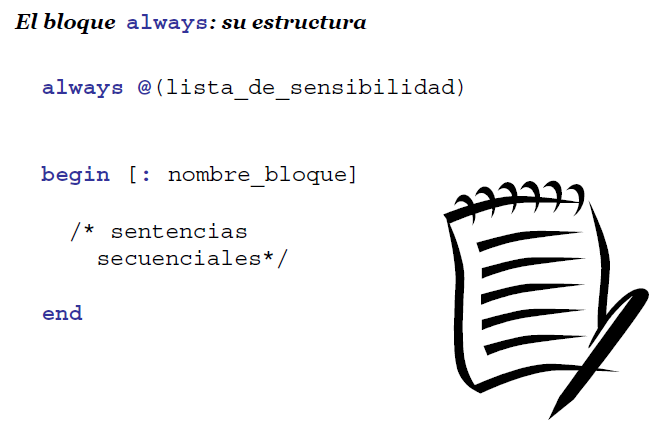 El bloque always: su estructura
always @(lista_de_sensibilidad)
begin [: nombre_bloque]
/* sentencias
secuenciales*/
end